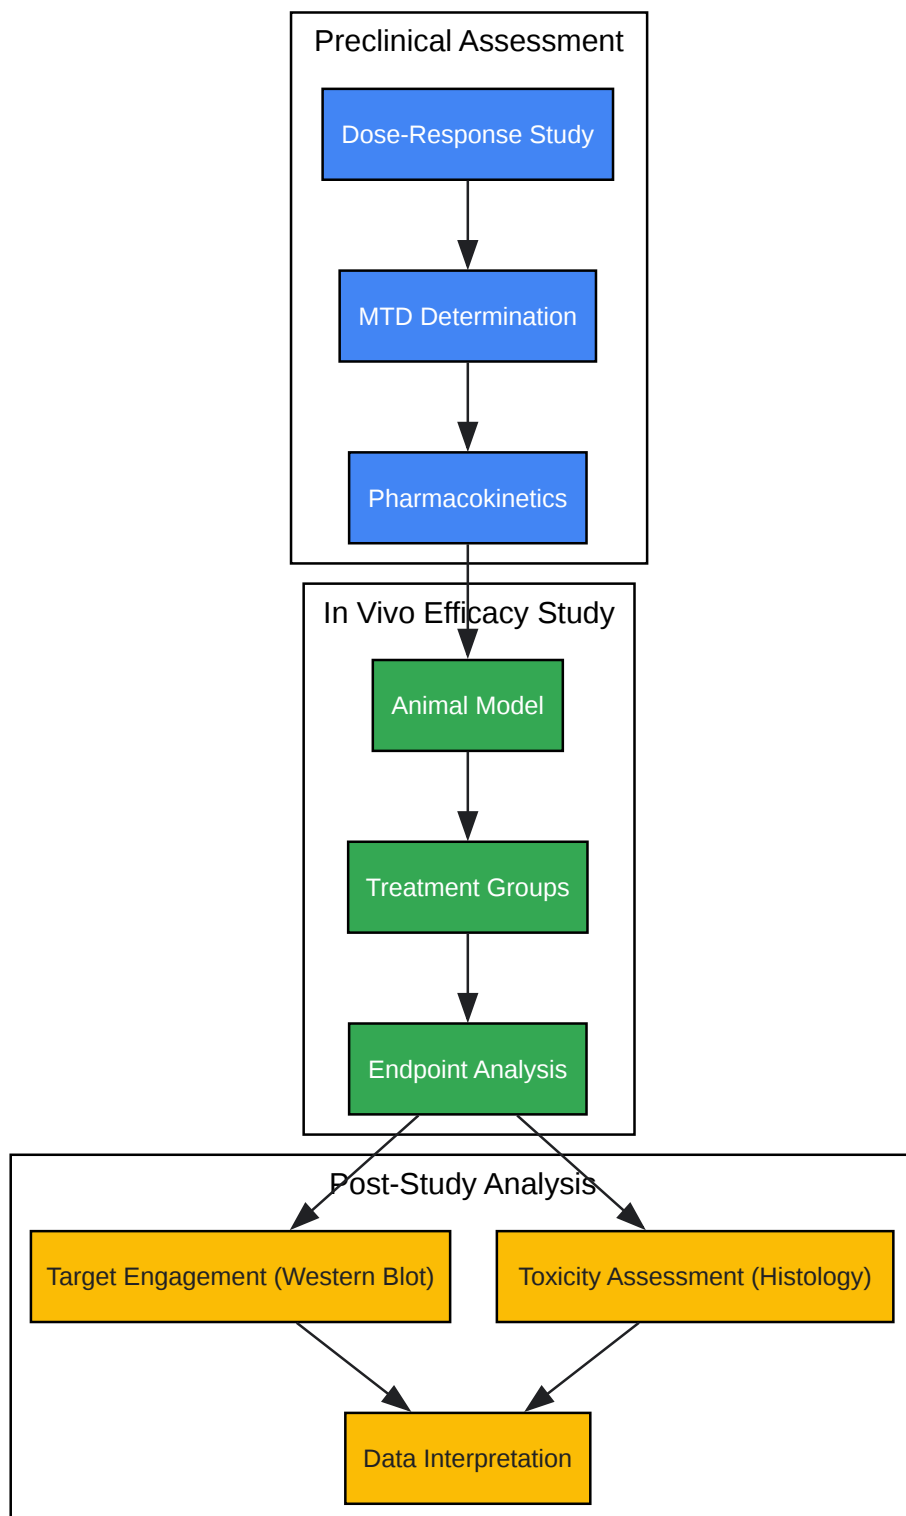 Preclinical Assessment
Dose-Response Study
MTD Determination
Pharmacokinetics
In Vivo Efficacy Study
Animal Model
Treatment Groups
Endpoint Analysis
Post-Study Analysis
Target Engagement (Western Blot)
Toxicity Assessment (Histology)
Data Interpretation